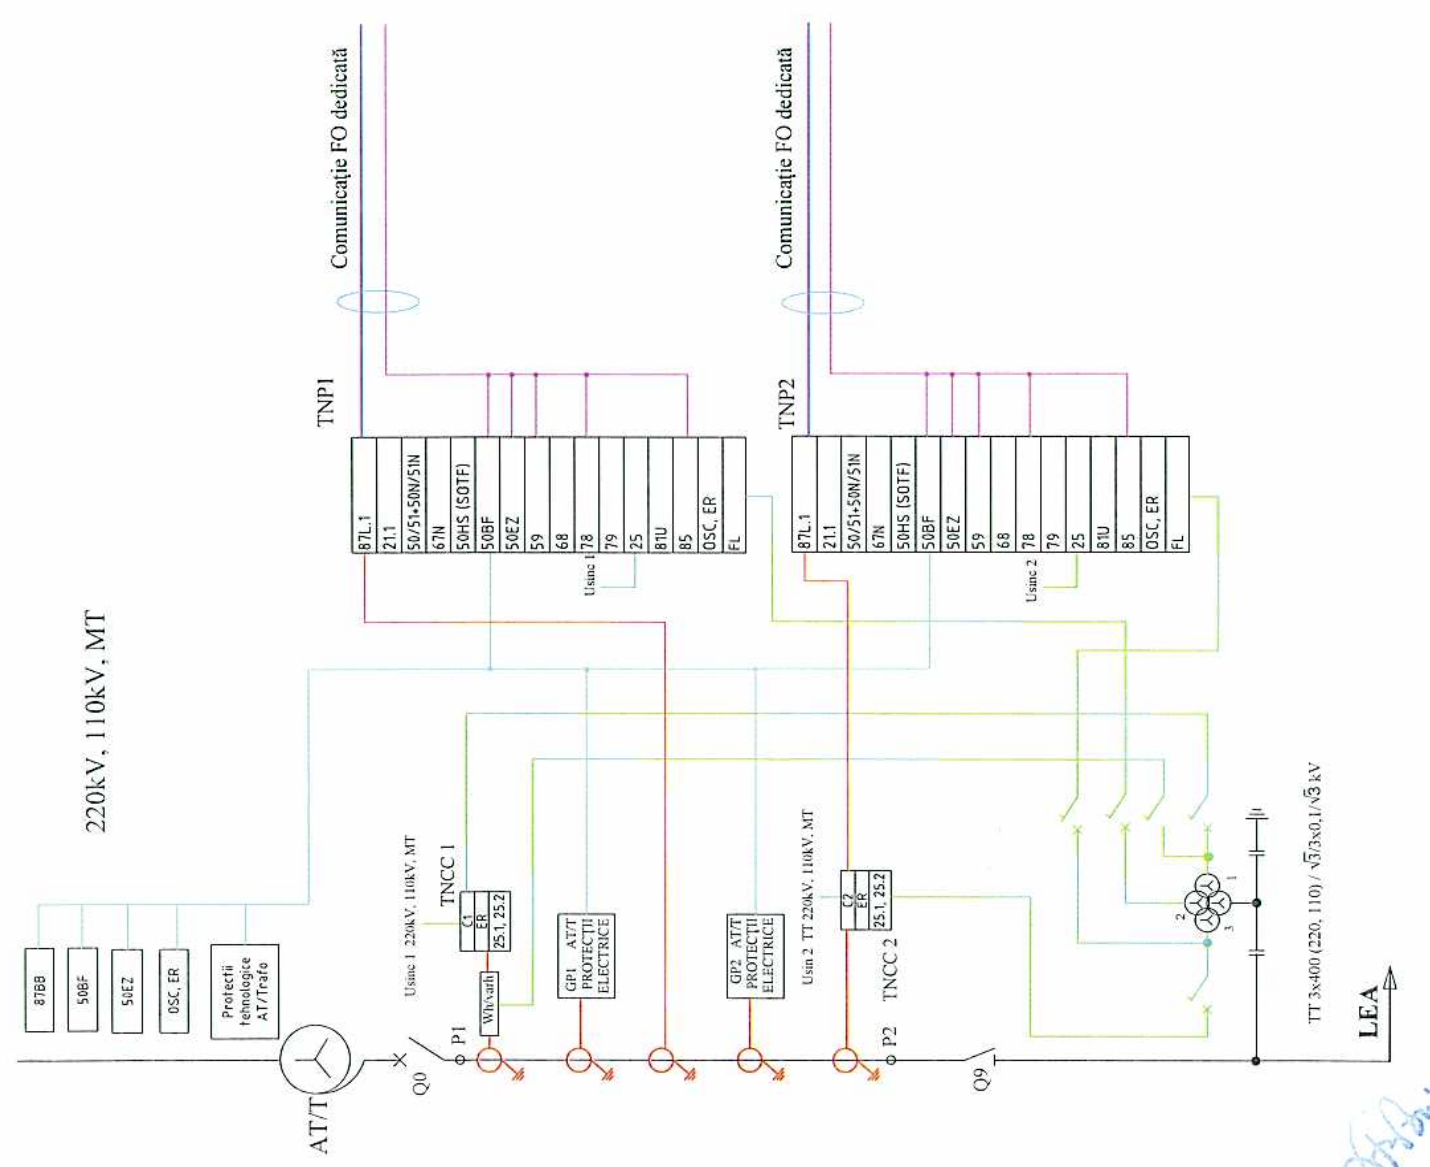 220kV, 110kV, MT
87BB
50BF
50EZ
OSC, ER
Protectii
tehnologice
AT/Trafo
AT/T
Q0
P1
Usinc 1 220kV, 110kV, MT
TNCC 1
C1
ER
25.1, 25.2
Wh/varh
GP1 AT/T
PROTECŢII
ELECTRICE
GP2 AT/T
PROTECŢII
ELECTRICE
Usin 2 TT 220kV, 110kV, MT
C2
ER
25.1, 25.2
TNCC 2
P2
Q9
LEA
TT 3x400 (220, 110) / √3/3x0,1/√3 kV
1
2
3
TNP1
Comunicaţie FO dedicată
87L.1
21.1
50/51+50N/51N
67N
50HS (SOTF)
50BF
50EZ
59
68
78
79
25
81U
85
OSC, ER
FL
Usinc 1
TNP2
Comunicaţie FO dedicată
87L.1
21.1
50/51+50N/51N
67N
50HS (SOTF)
50BF
50EZ
59
68
78
79
25
81U
85
OSC, ER
FL
Usinc 2